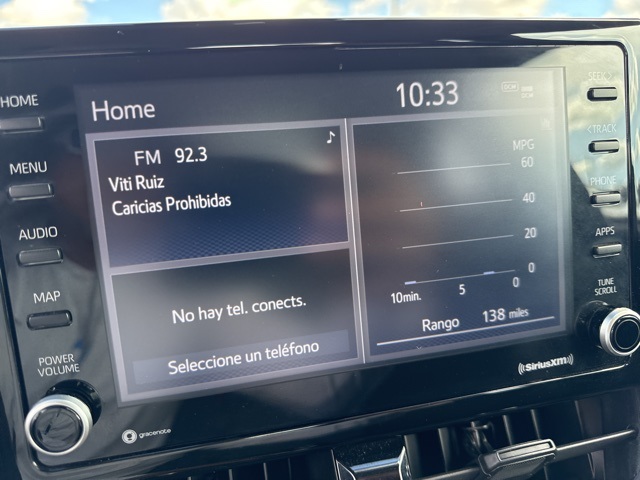 Home
10:33
FM 92.3
Viti Ruiz
Caricias Prohibidas
No hay tel. conects.
Seleccione un teléfono
MPG
60
40
20
0
10min. 5 0
Rango 138 miles
HOME
MENU
AUDIO
MAP
POWER
VOLUME
gracenote
SEEK>
<TRACK
PHONE
APPS
TUNE
SCROLL
((SiriusXM))